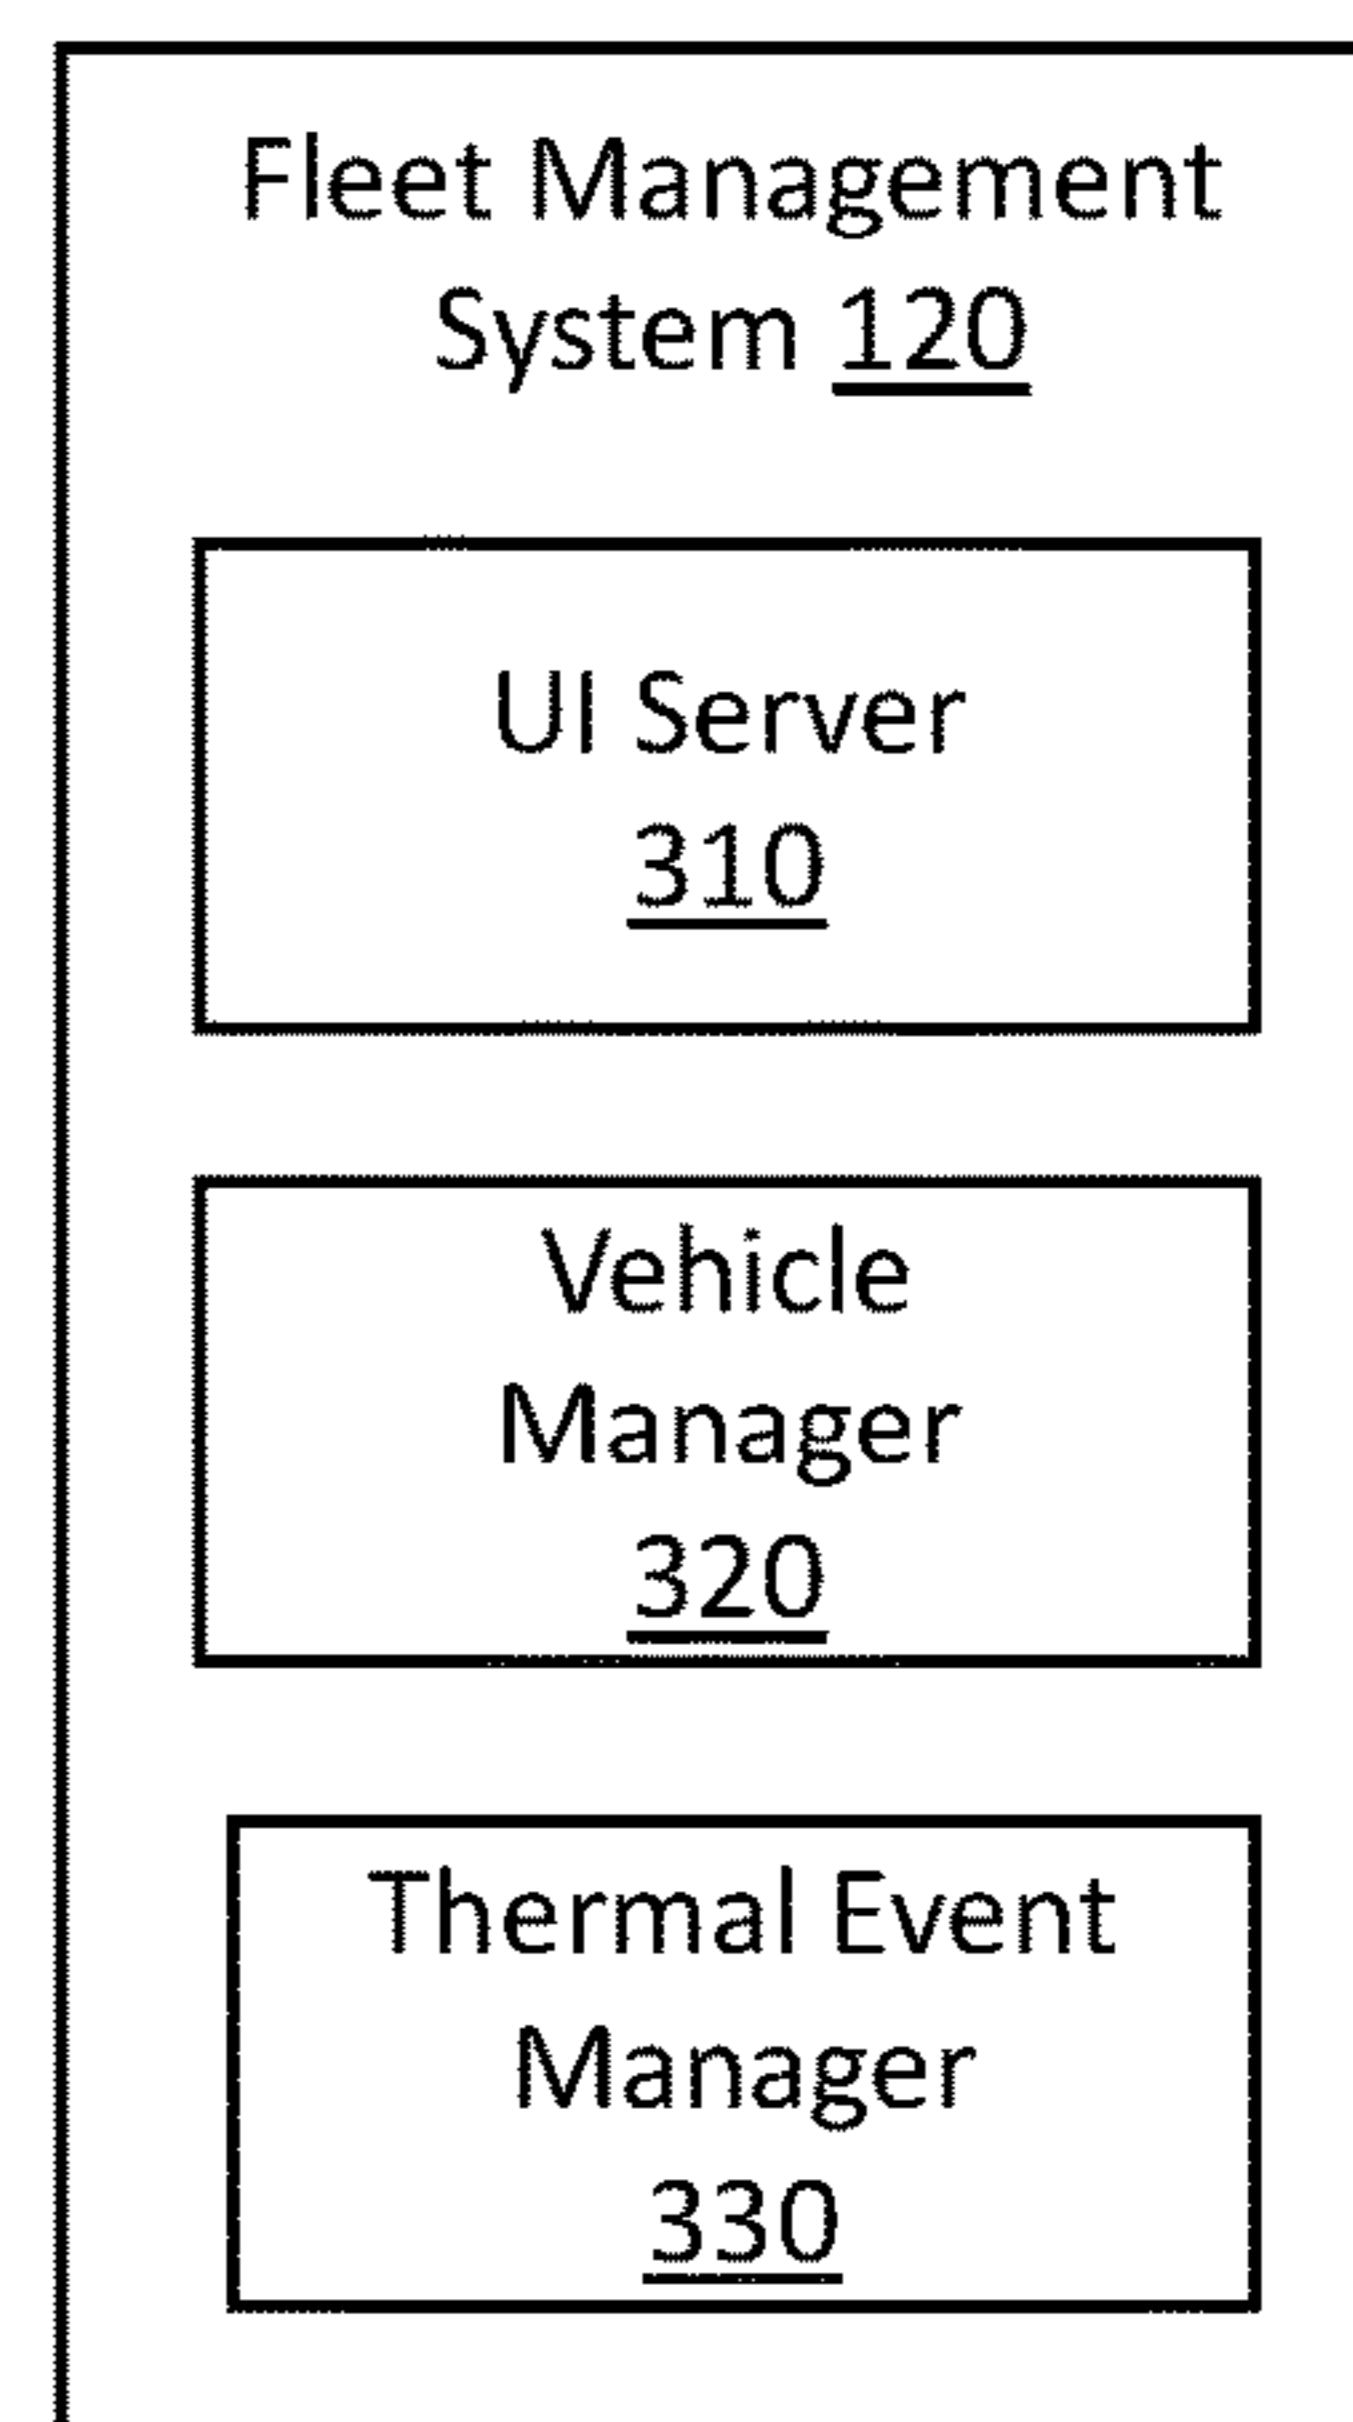 Fleet Management
System 120
UI Server
310
Vehicle
Manager
320
Thermal Event
Manager
330